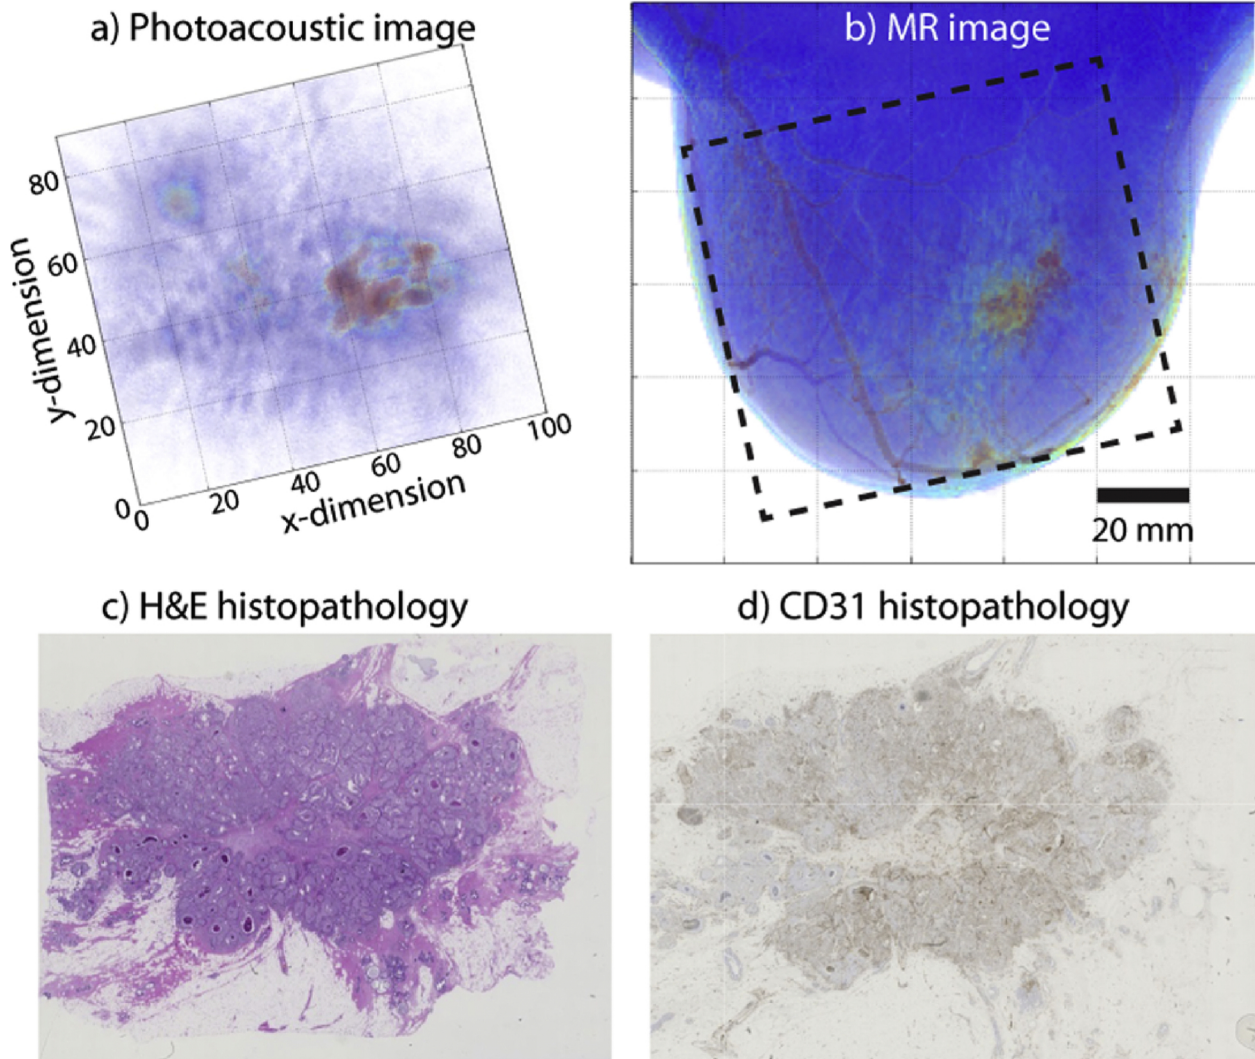 a) Photoacoustic image
b) MR image
80
60
40
20
0
y-dimension
0
20
40
60
80
100
x-dimension
20 mm
c) H&E histopathology
d) CD31 histopathology